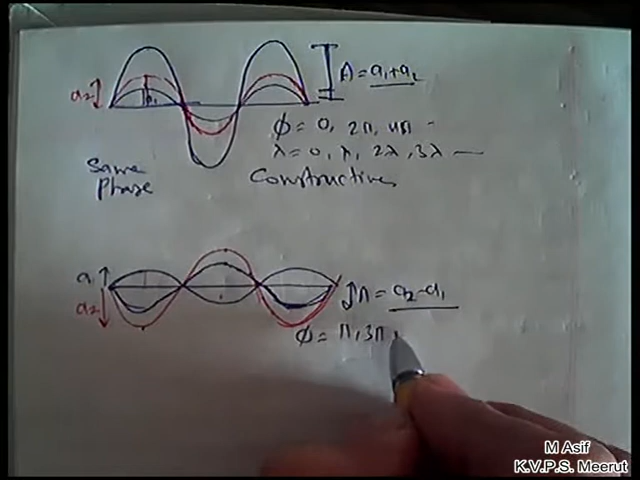 A = a₁+a₂
a₂
a₁
φ = 0, 2π, 4π -
λ = 0, λ, 2λ, 3λ —
Same Phase
Constructive
a₁
a₂
A = a₂-a₁
φ = π, 3π,
M Asif
K.V.P.S. Meerut